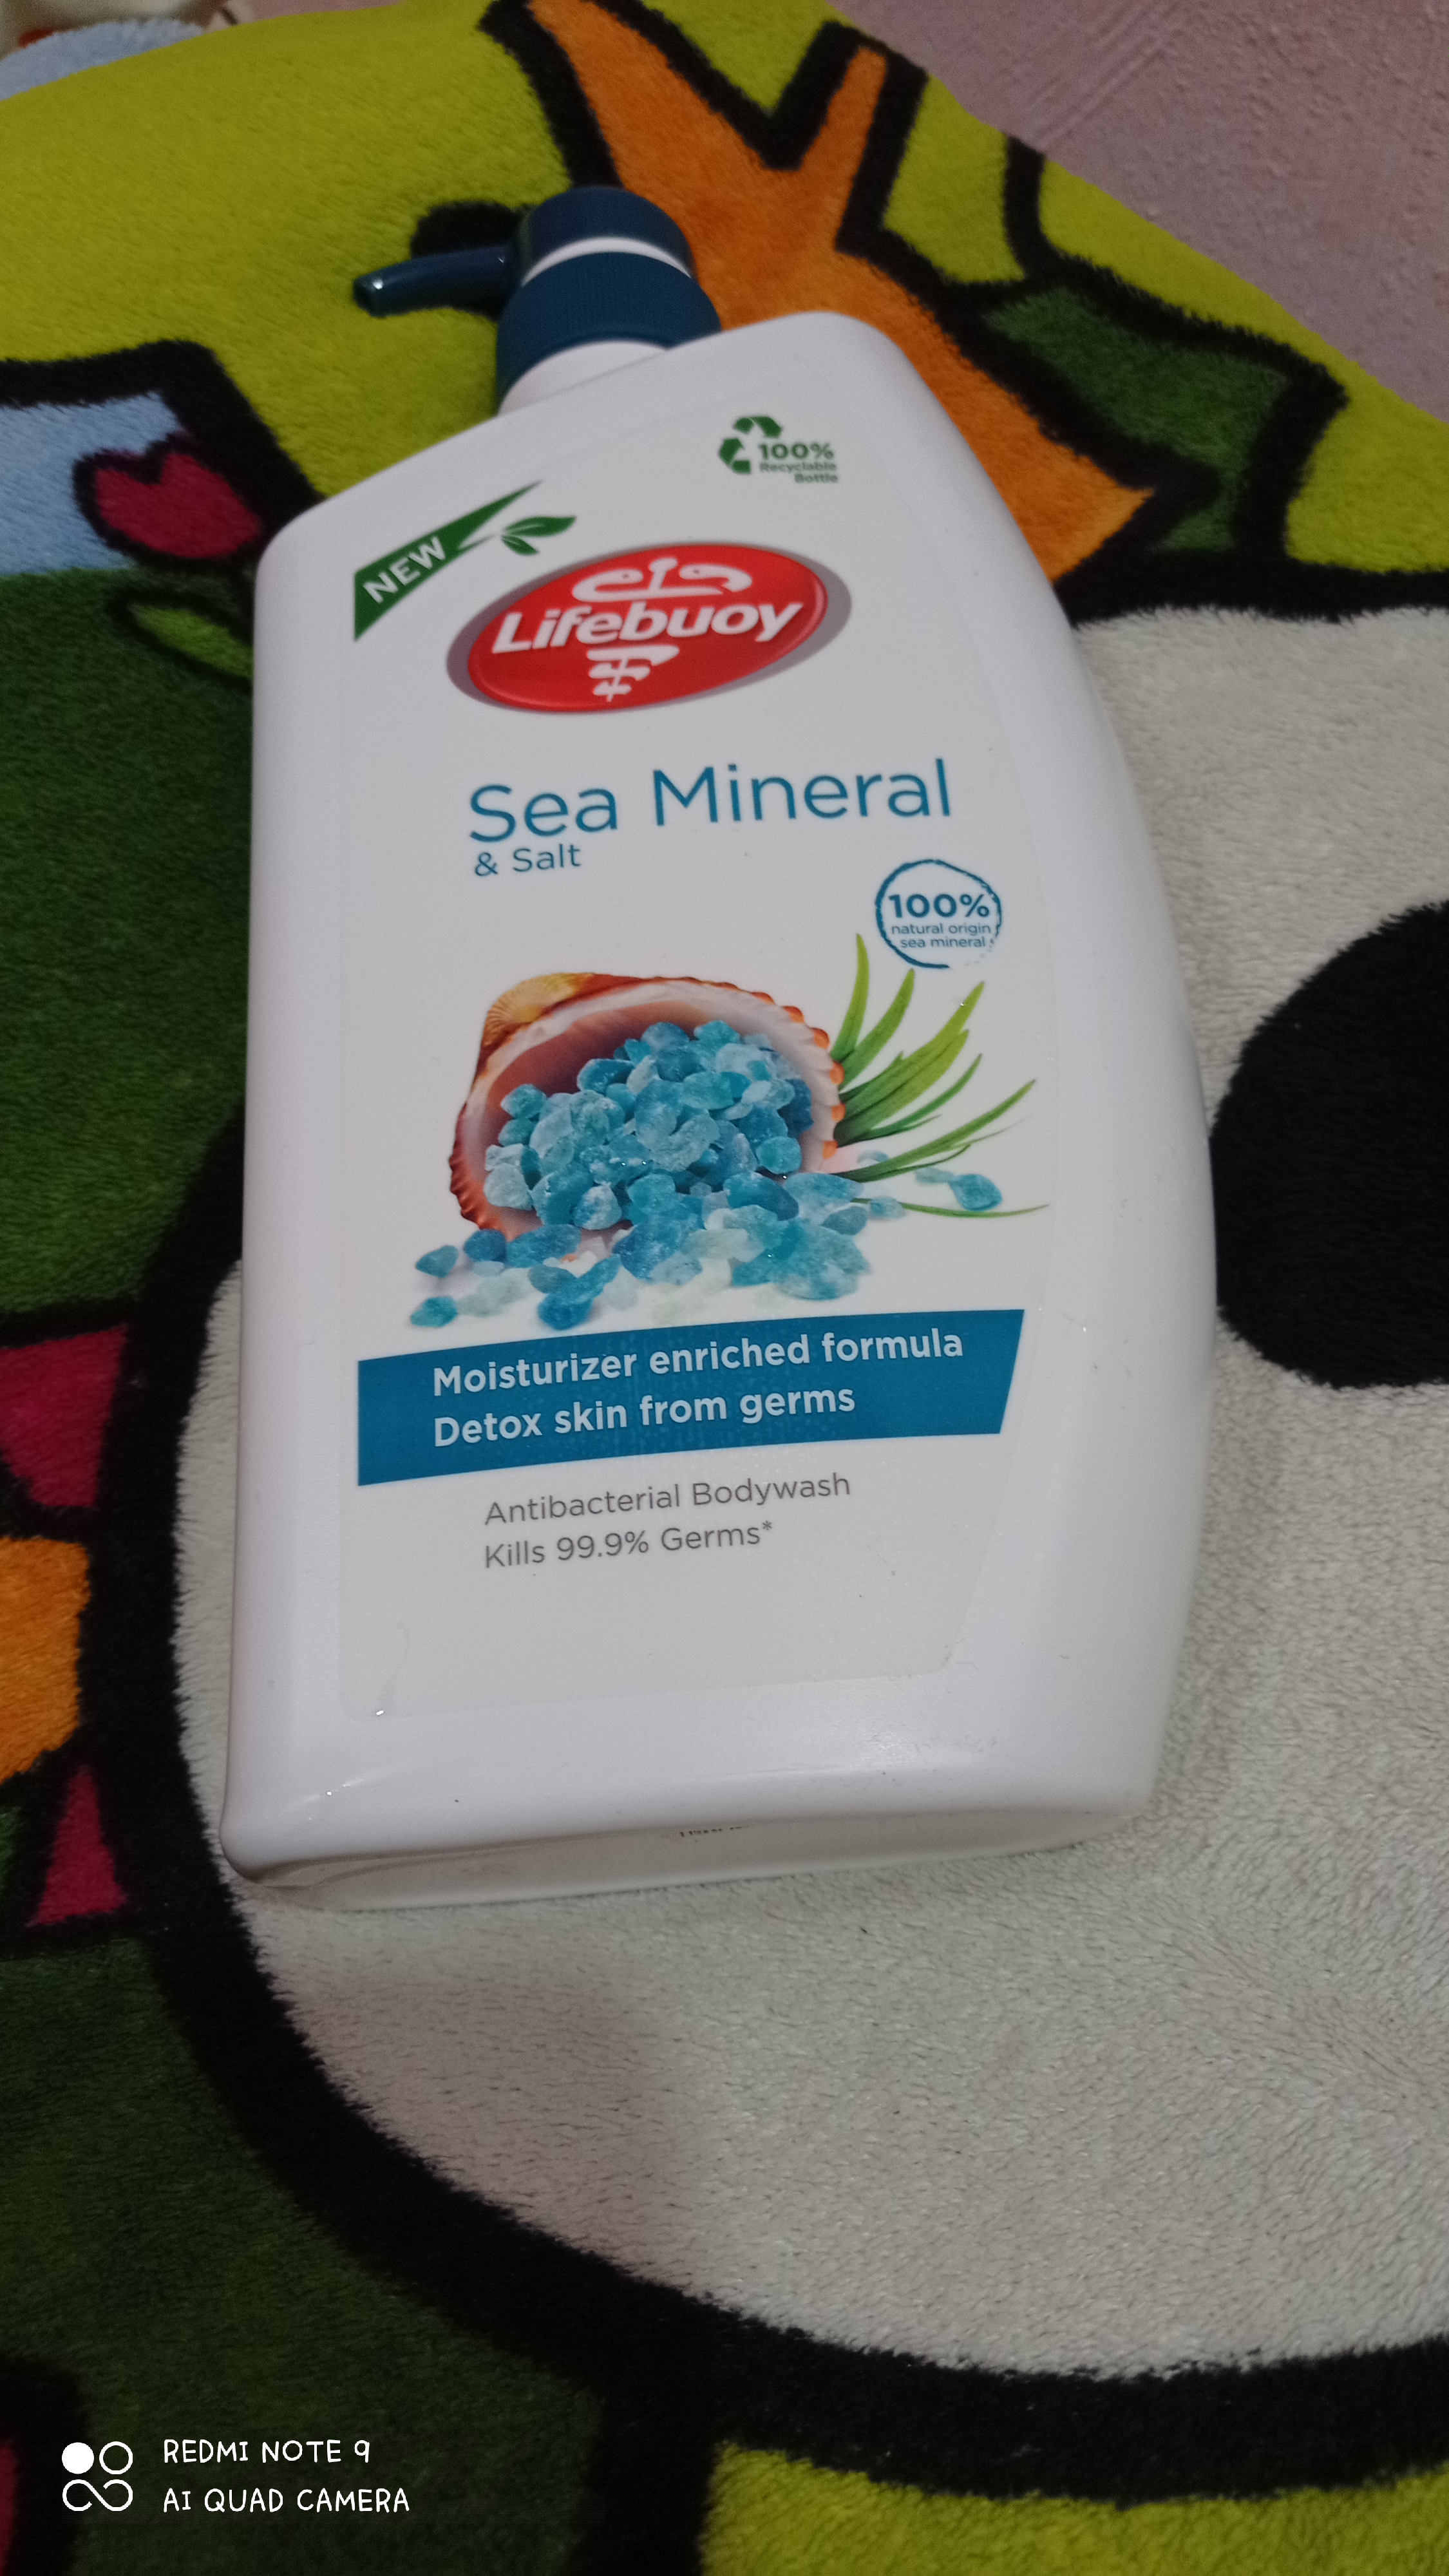 100%
Recyclable
Bottle
NEW
Lifebuoy
Sea Mineral
& Salt
100%
natural origin
sea mineral
Moisturizer enriched formula
Detox skin from germs
Antibacterial Bodywash
Kills 99.9% Germs*
REDMI NOTE 9
AI QUAD CAMERA